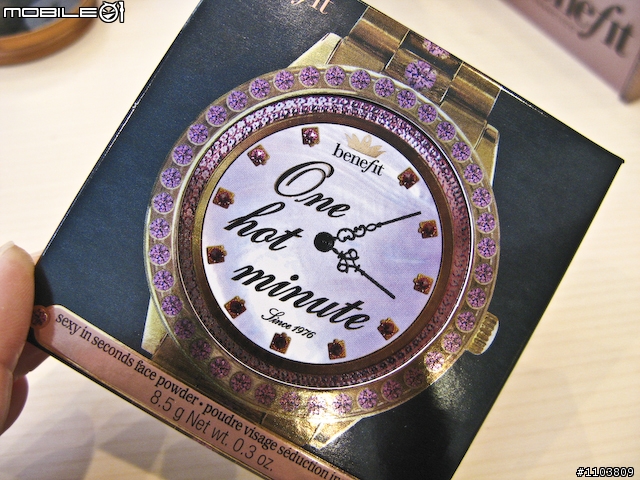 MOBILE01
benefit
One
hot
minute
Since 1976
sexy in seconds face powder • poudre visage séduction in
8.5 g Net wt. 0.3 oz.
#1103809